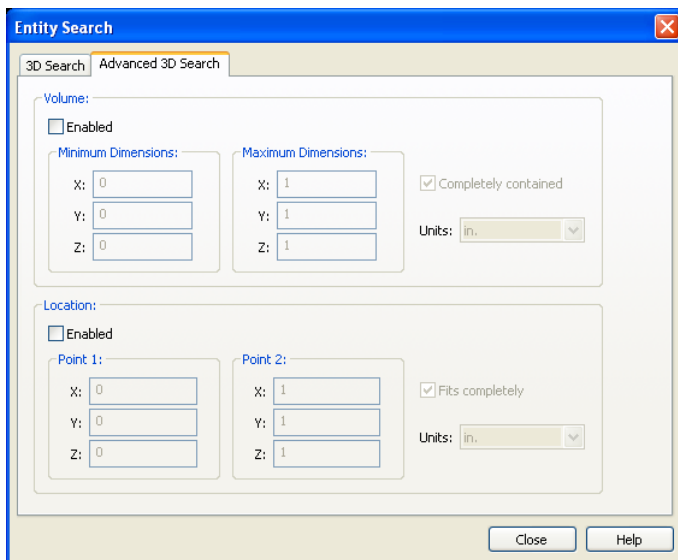 Entity Search
3D Search Advanced 3D Search
Volume:
Enabled
Minimum Dimensions: Maximum Dimensions:
X: 0 X: 1 Completely contained
Y: 0 Y: 1
Units: in.
Z: 0 Z: 1
Location:
Enabled
Point 1: Point 2:
X: 0 X: 1 Fits completely
Y: 0 Y: 1
Units: in.
Z: 0 Z: 1
Close Help